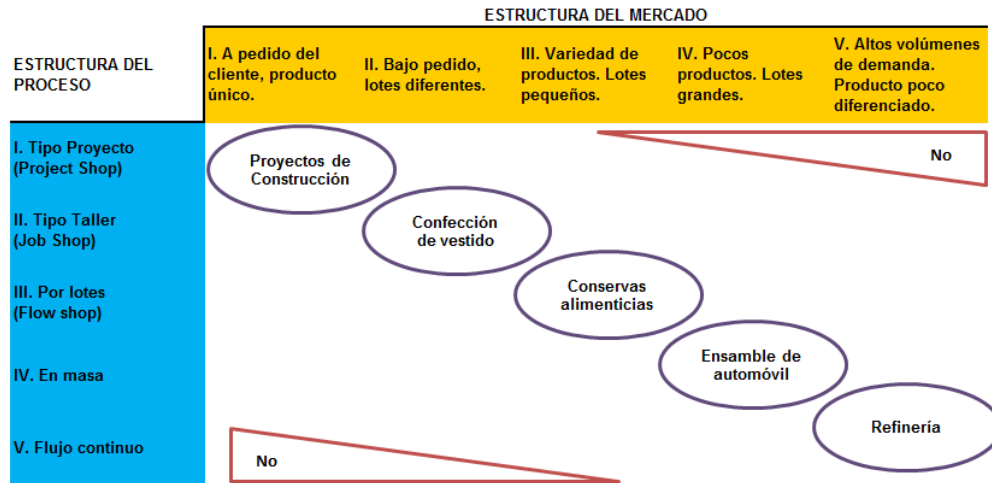 ESTRUCTURA DEL MERCADO
ESTRUCTURA DEL
PROCESO
I. A pedido del
cliente, producto
único.
II. Bajo pedido,
lotes diferentes.
III. Variedad de
productos. Lotes
pequeños.
IV. Pocos
productos. Lotes
grandes.
V. Altos volúmenes
de demanda.
Producto poco
diferenciado.
I. Tipo Proyecto
(Project Shop)
Proyectos de
Construcción
No
II. Tipo Taller
(Job Shop)
Confección
de vestido
III. Por lotes
(Flow shop)
Conservas
alimenticias
IV. En masa
Ensamble de
automóvil
V. Flujo continuo
No
Refinería